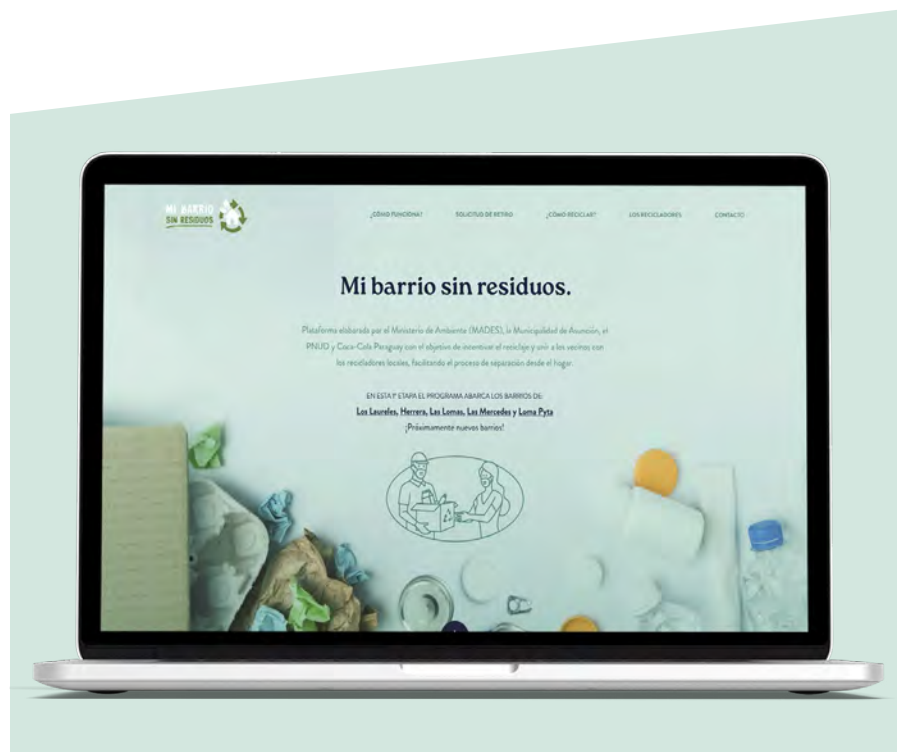 MI BARRIO
SIN RESIDUOS
¿CÓMO FUNCIONA?
SOLICITUD DE RETIRO
¿CÓMO RECICLAR?
LOS RECICLADORES
CONTACTO
Mi barrio sin residuos.
Plataforma elaborada por el Ministerio de Ambiente (MADES), la Municipalidad de Asunción, el
PNUD y Coca-Cola Paraguay con el objetivo de incentivar el reciclaje y unir a los vecinos con
los recicladores locales, facilitando el proceso de separación desde el hogar.
EN ESTA 1ª ETAPA EL PROGRAMA ABARCA LOS BARRIOS DE:
Los Laureles, Herrera, Las Lomas, Las Mercedes y Loma Pyta
¡Próximamente nuevos barrios!